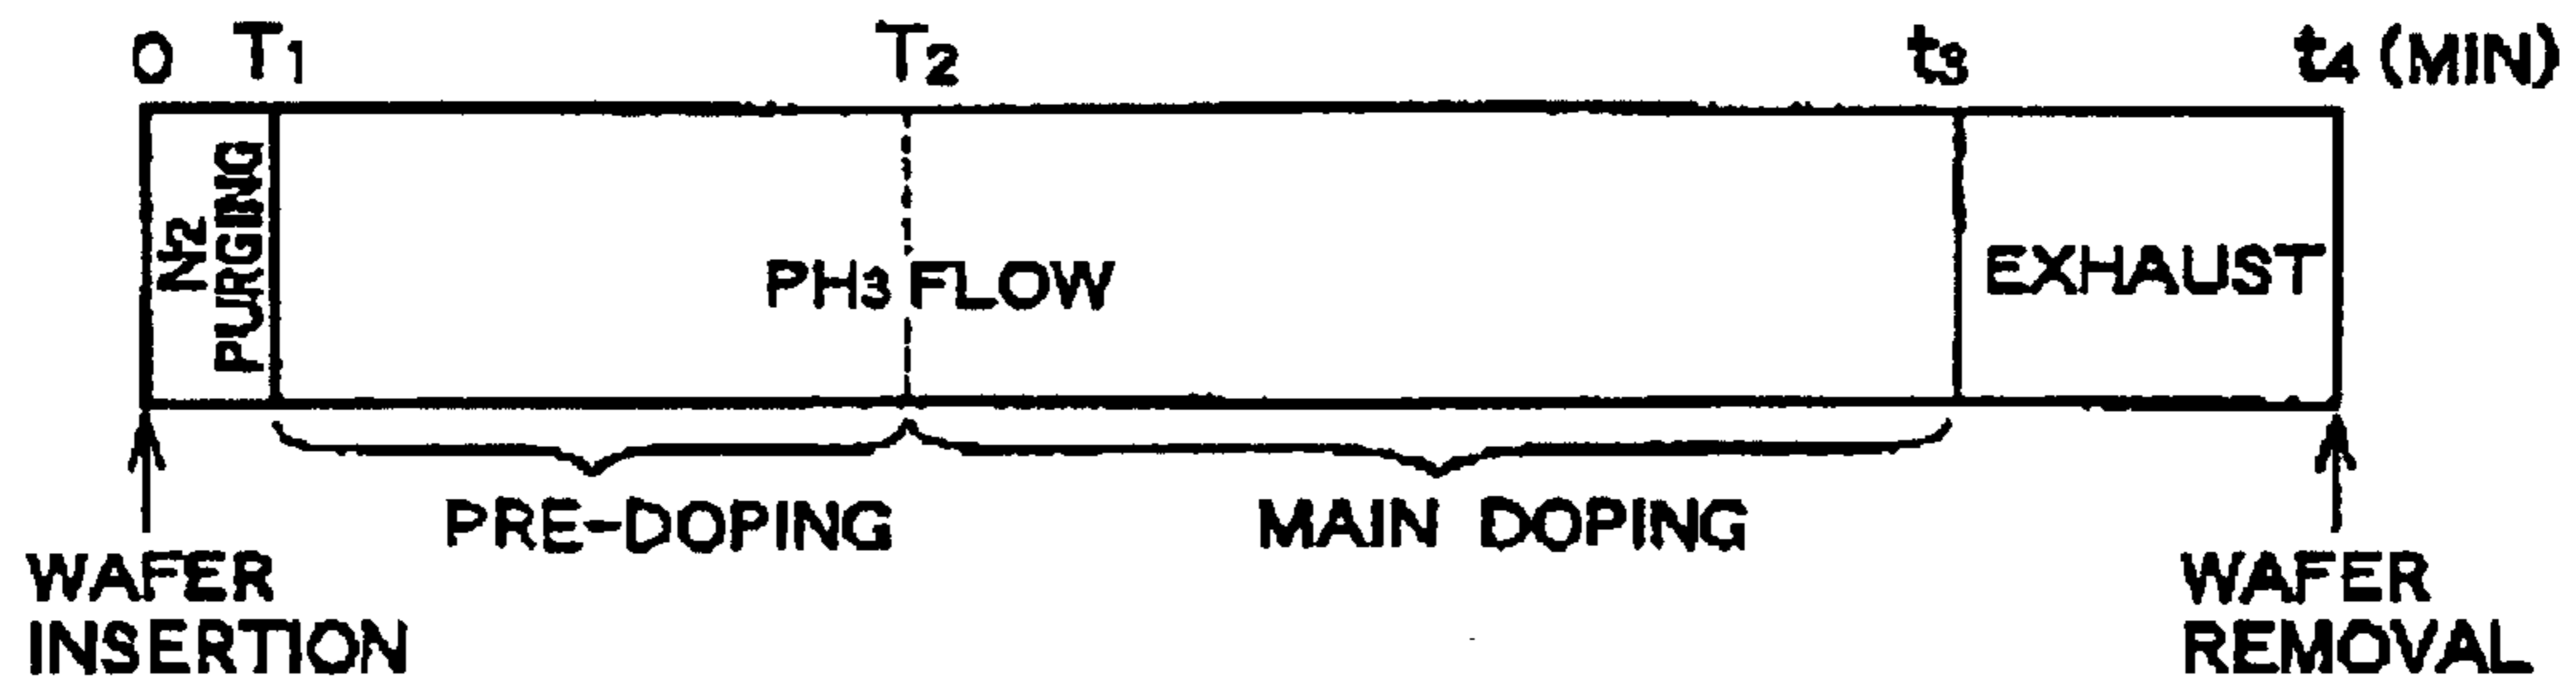 0 T1 T2 t3 t4 (MIN)
N2
PURGING
PH3 FLOW
EXHAUST
PRE-DOPING
MAIN DOPING
WAFER
INSERTION
WAFER
REMOVAL